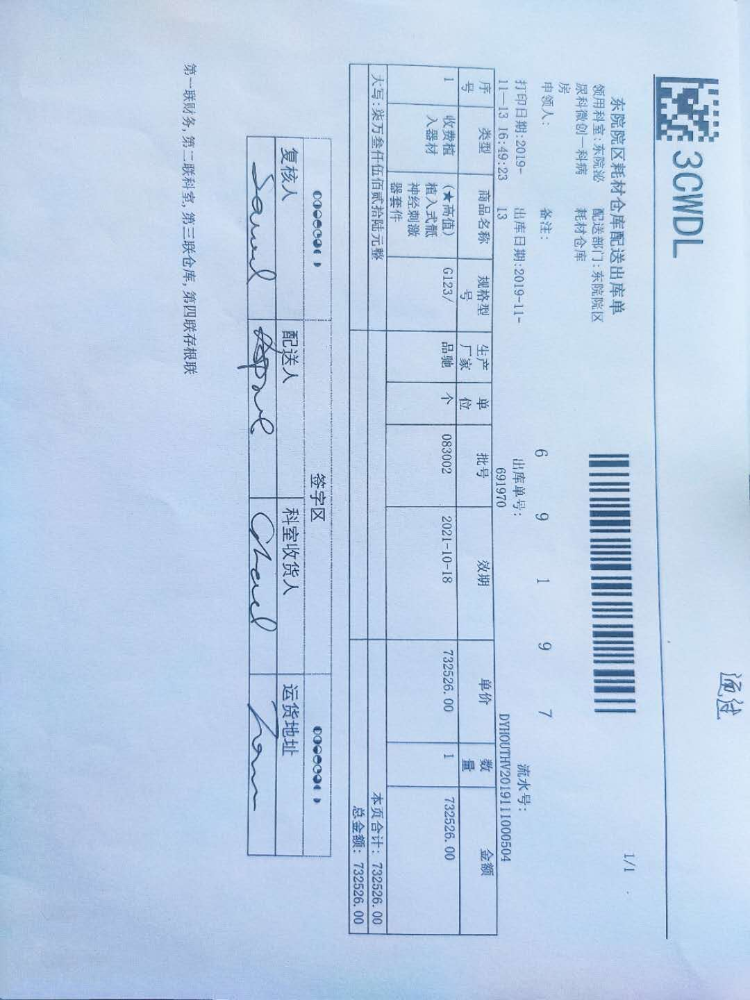 通过
3CWDL
1/1
东院院区耗材仓库配送出库单
领用科室:东院泌
尿科微创一科病
房
配送部门:东院院区
耗材仓库
6 9 1 9 7
申领人:
备注:
打印日期:2019-
11—13 16:49:23
出库日期:2019-11-
13
出库单号:
691970
流水号:
DYHOUTHV2019111000504
序号 类型 商品名称 规格型号 生产厂家 单位 批号 效期 单价 数量 金额
1 收费植入器材 (★高值)植入式骶神经刺激器套件 G123/ 品驰 个 083002 2021-10-18 732526.00 1 732526.00
大写:柒万叁仟伍佰贰拾陆元整
本页合计: 732526.00
总金额: 732526.00
签字区
复核人 配送人 科室收货人 运货地址
第一联财务,第二联科室,第三联仓库,第四联存根联